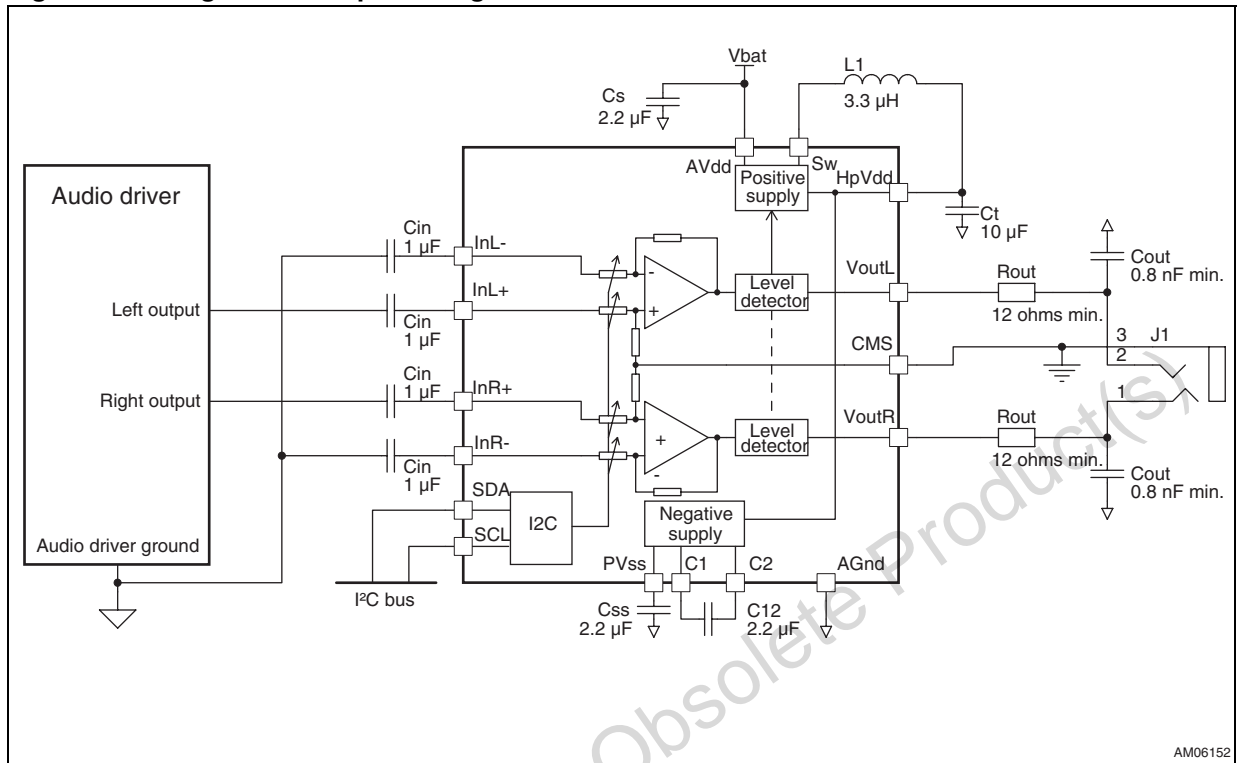 Vbat
L1
3.3 µH
Cs
2.2 µF
AVdd
Sw
HpVdd
Positive
supply
Ct
10 µF
Audio driver
Cin
1 µF
InL-
-
VoutL
Cout
0.8 nF min.
Rout
12 ohms min.
InL+
+
Level
detector
Left output
Cin
1 µF
CMS
3
J1
2
Cin
1 µF
InR+
1
Right output
VoutR
Rout
12 ohms min.
+
Level
detector
InR-
-
Cin
1 µF
Cout
0.8 nF min.
SDA
I2C
SCL
Negative
supply
Audio driver ground
PVss
C1
C2
AGnd
I²C bus
Css
2.2 µF
C12
2.2 µF
Obsolete Product(s)
AM06152